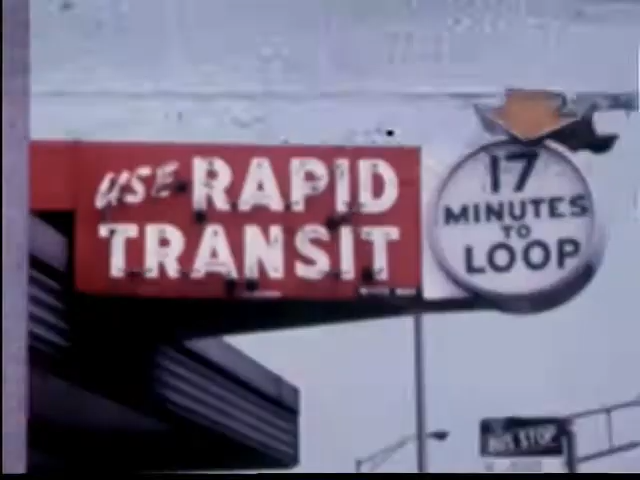 USE RAPID
TRANSIT
17
MINUTES
TO
LOOP
BUS STOP